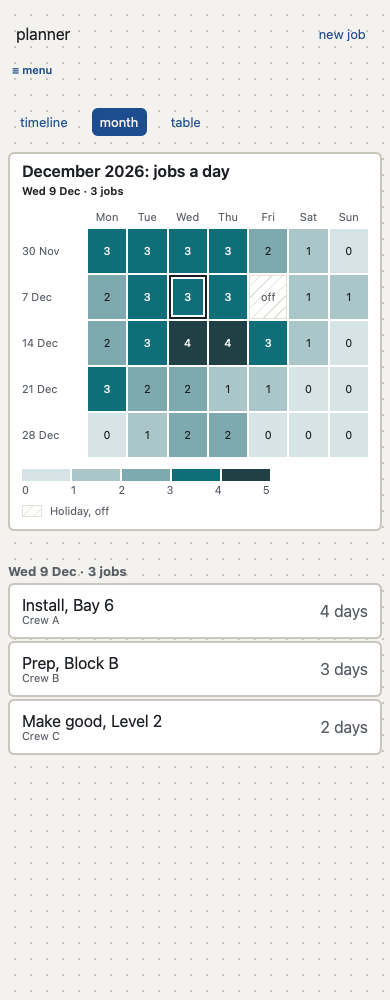 planner
new job
≡ menu
timeline month table
December 2026: jobs a day
Wed 9 Dec · 3 jobs
Mon Tue Wed Thu Fri Sat Sun
30 Nov 3 3 3 3 2 1 0
7 Dec 2 3 3 3 off 1 1
14 Dec 2 3 4 4 3 1 0
21 Dec 3 2 2 1 1 0 0
28 Dec 0 1 2 2 0 0 0
0 1 2 3 4 5
Holiday, off
Wed 9 Dec · 3 jobs
Install, Bay 6
Crew A
4 days
Prep, Block B
Crew B
3 days
Make good, Level 2
Crew C
2 days